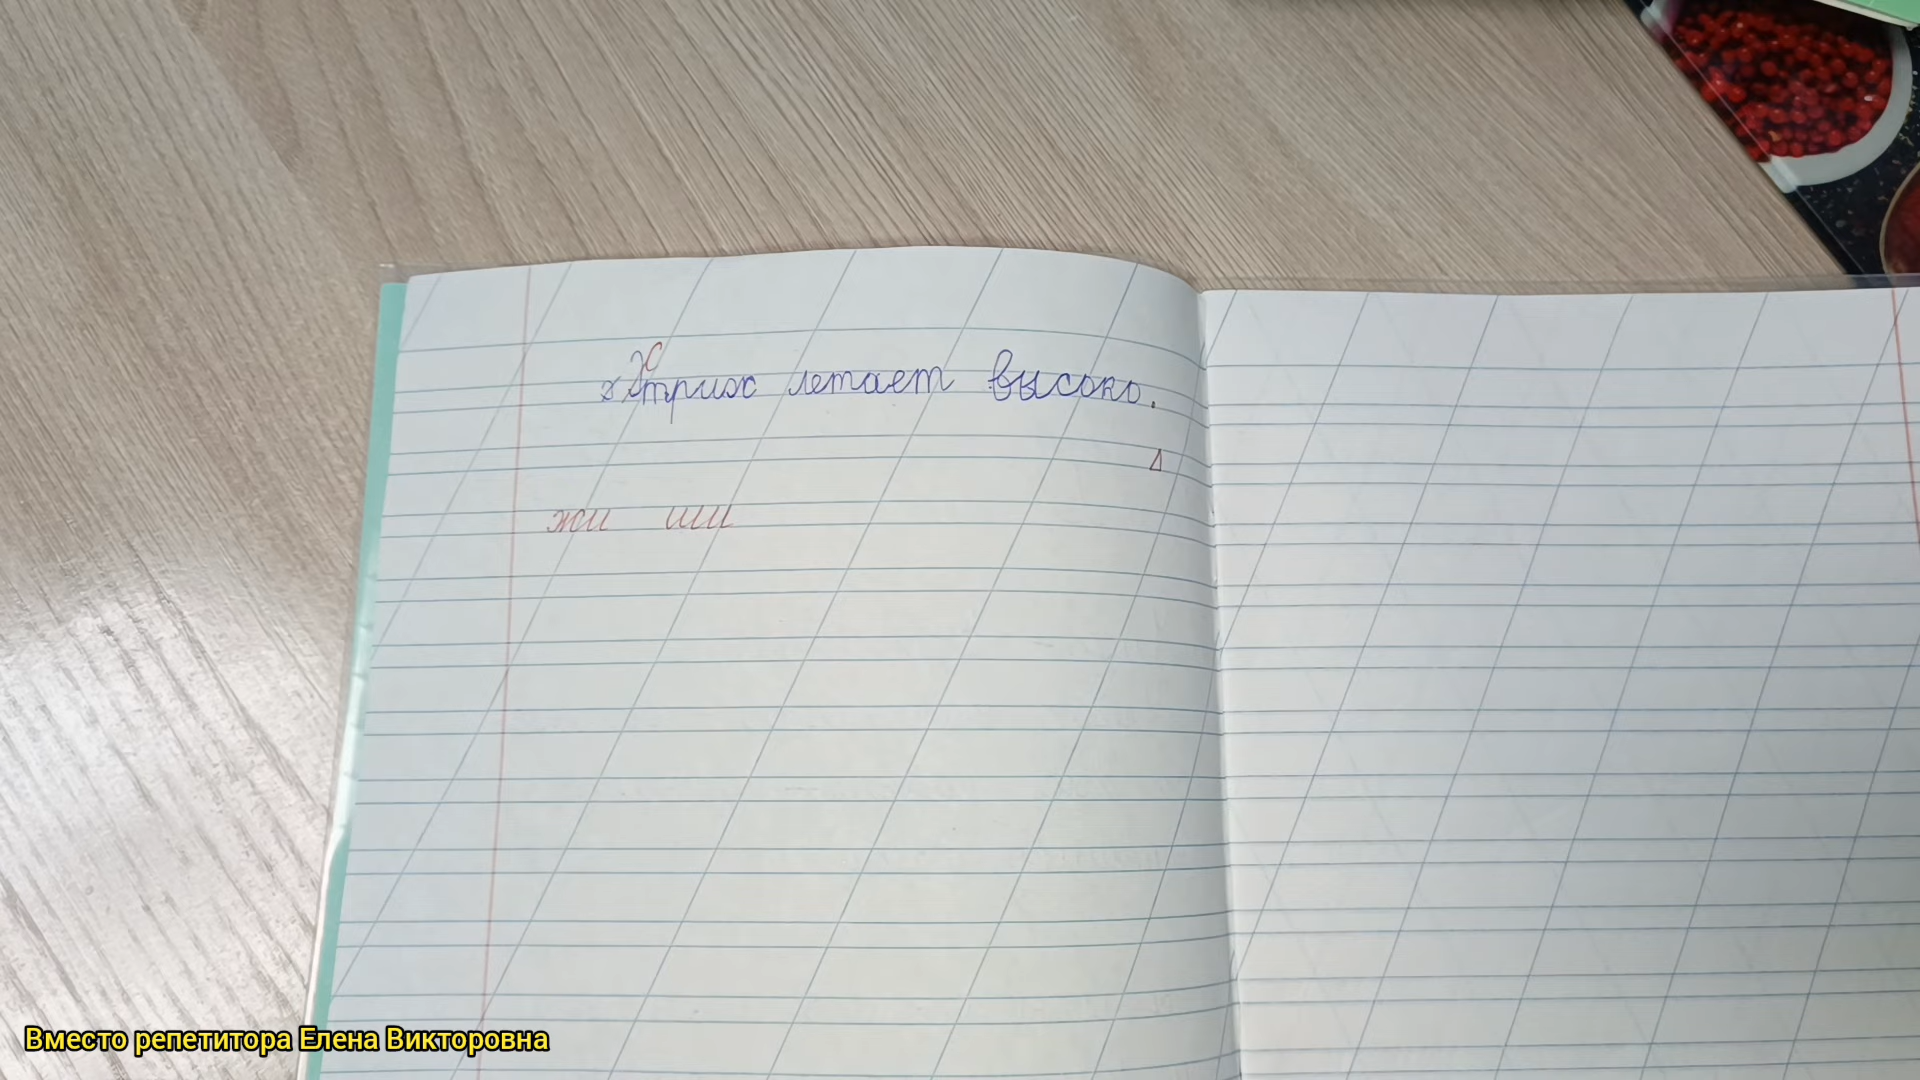 Стриж летает высоко.
жи ши
Вместо репетитора Елена Викторовна